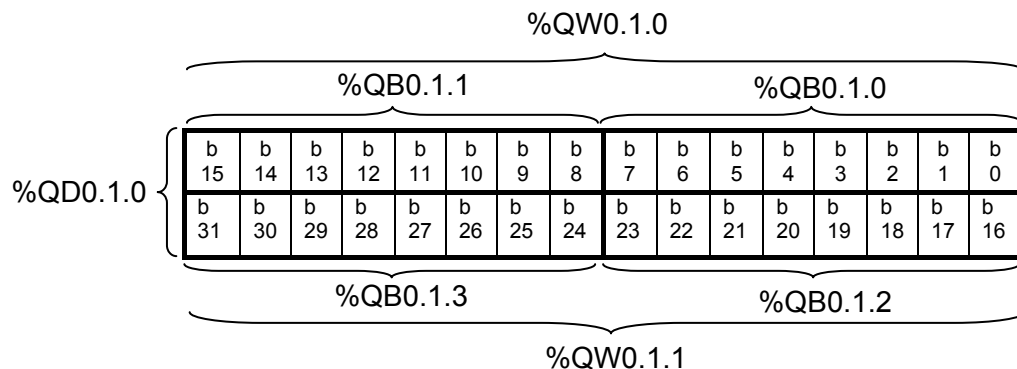 %QW0.1.0
%QB0.1.1 %QB0.1.0
b b b b b b b b b b b b b b b b
15 14 13 12 11 10 9 8 7 6 5 4 3 2 1 0
%QD0.1.0
b b b b b b b b b b b b b b b b
31 30 29 28 27 26 25 24 23 22 21 20 19 18 17 16
%QB0.1.3 %QB0.1.2
%QW0.1.1